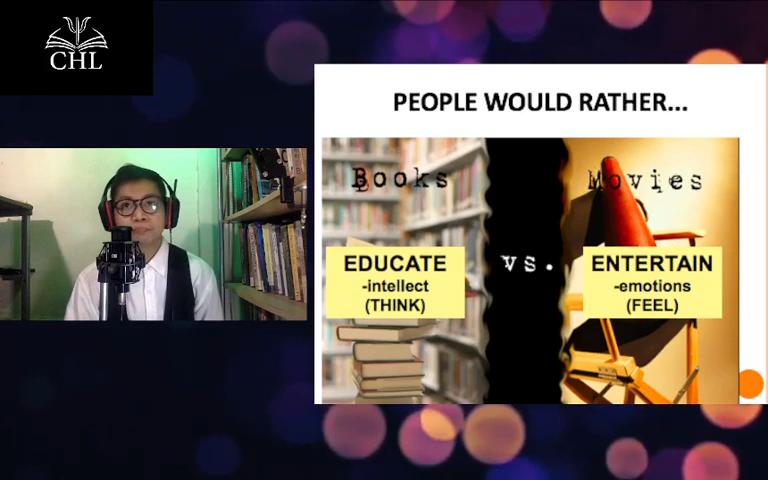 CHL
PEOPLE WOULD RATHER...
Books
Movies
vs.
EDUCATE
-intellect
(THINK)
ENTERTAIN
-emotions
(FEEL)